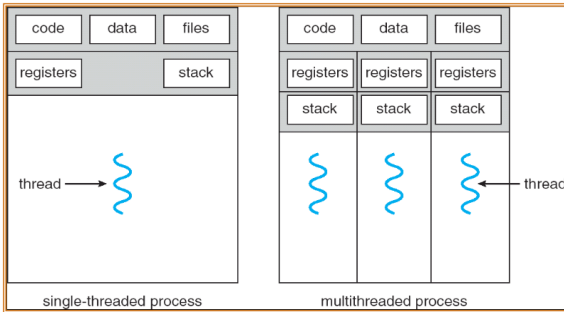 code data files
registers stack
thread
single-threaded process
code data files
registers registers registers
stack stack stack
thread
multithreaded process